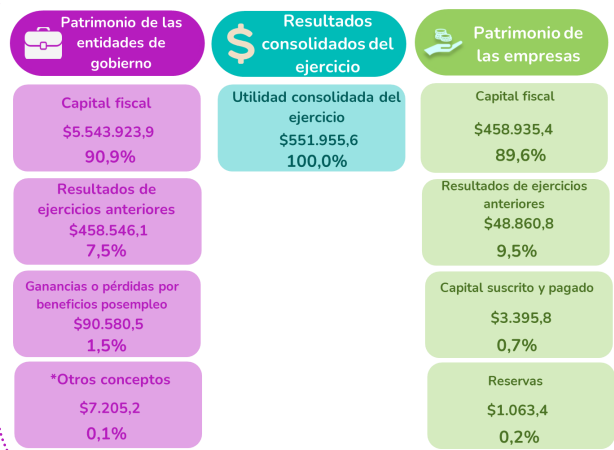 Patrimonio de las
entidades de
gobierno
Capital fiscal
$5.543.923,9
90,9%
Resultados de
ejercicios anteriores
$458.546,1
7,5%
Ganancias o pérdidas por
beneficios posempleo
$90.580,5
1,5%
*Otros conceptos
$7.205,2
0,1%
Resultados
consolidados del
ejercicio
Utilidad consolidada del
ejercicio
$551.955,6
100,0%
Patrimonio de
las empresas
Capital fiscal
$458.935,4
89,6%
Resultados de ejercicios
anteriores
$48.860,8
9,5%
Capital suscrito y pagado
$3.395,8
0,7%
Reservas
$1.063,4
0,2%